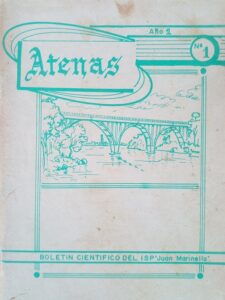 Año 1
Nº 1
Atenas
BOLETIN CIENTIFICO DEL ISP "Juan Marinello"